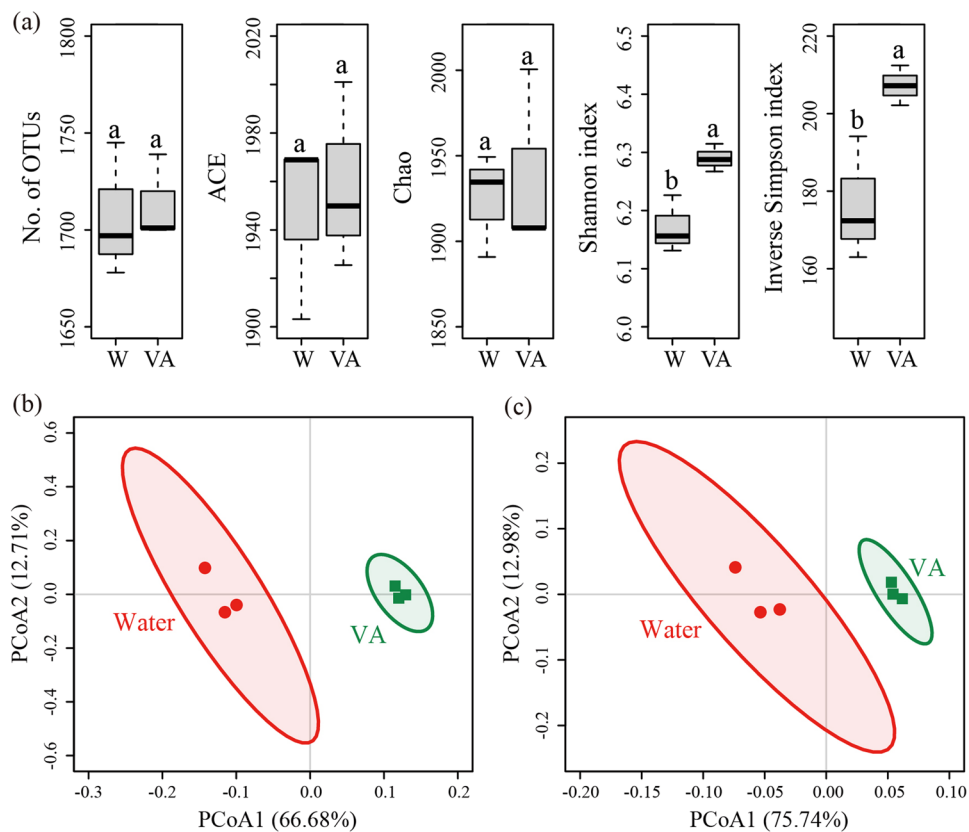 (a)
No. of OTUs
1800
1750
1700
1650
a
a
W
VA
ACE
2020
1980
1940
1900
a
a
W
VA
Chao
2000
1950
1900
1850
a
a
W
VA
Shannon index
6.5
6.4
6.3
6.2
6.1
6.0
b
a
W
VA
Inverse Simpson index
220
200
180
160
b
a
W
VA
(b)
PCoA2 (12.71%)
0.6
0.4
0.2
0.0
-0.2
-0.4
-0.6
Water
VA
-0.3
-0.2
-0.1
0.0
0.1
0.2
PCoA1 (66.68%)
(c)
PCoA2 (12.98%)
0.2
0.1
0.0
-0.1
-0.2
VA
Water
-0.20
-0.15
-0.10
-0.05
0.00
0.05
0.10
PCoA1 (75.74%)